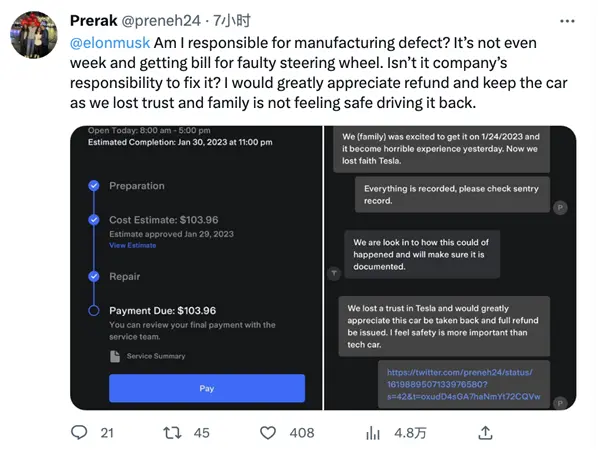 Prerak @preneh24 · 7小时
@elonmusk Am I responsible for manufacturing defect? It's not even
week and getting bill for faulty steering wheel. Isn't it company's
responsibility to fix it? I would greatly appreciate refund and keep the car
as we lost trust and family is not feeling safe driving it back.
Open Today: 8:00 am - 5:00 pm
Estimated Completion: Jan 30, 2023 at 11:00 pm
Preparation
Cost Estimate: $103.96
Estimate approved Jan 29, 2023
View Estimate
Repair
Payment Due: $103.96
You can review your final payment with the
service team.
Service Summary
Pay
We (family) was excited to get it on 1/24/2023 and
it become horrible experience yesterday. Now we
lost faith Tesla.
Everything is recorded, please check sentry
record.
P
We are look in to how this could of
happened and will make sure it is
documented.
T
We lost a trust in Tesla and would greatly
appreciate this car be taken back and full refund
be issued. I feel safety is more important than
tech car.
https://twitter.com/preneh24/status/
1619889507133976580?
P
21
45
408
4.8万